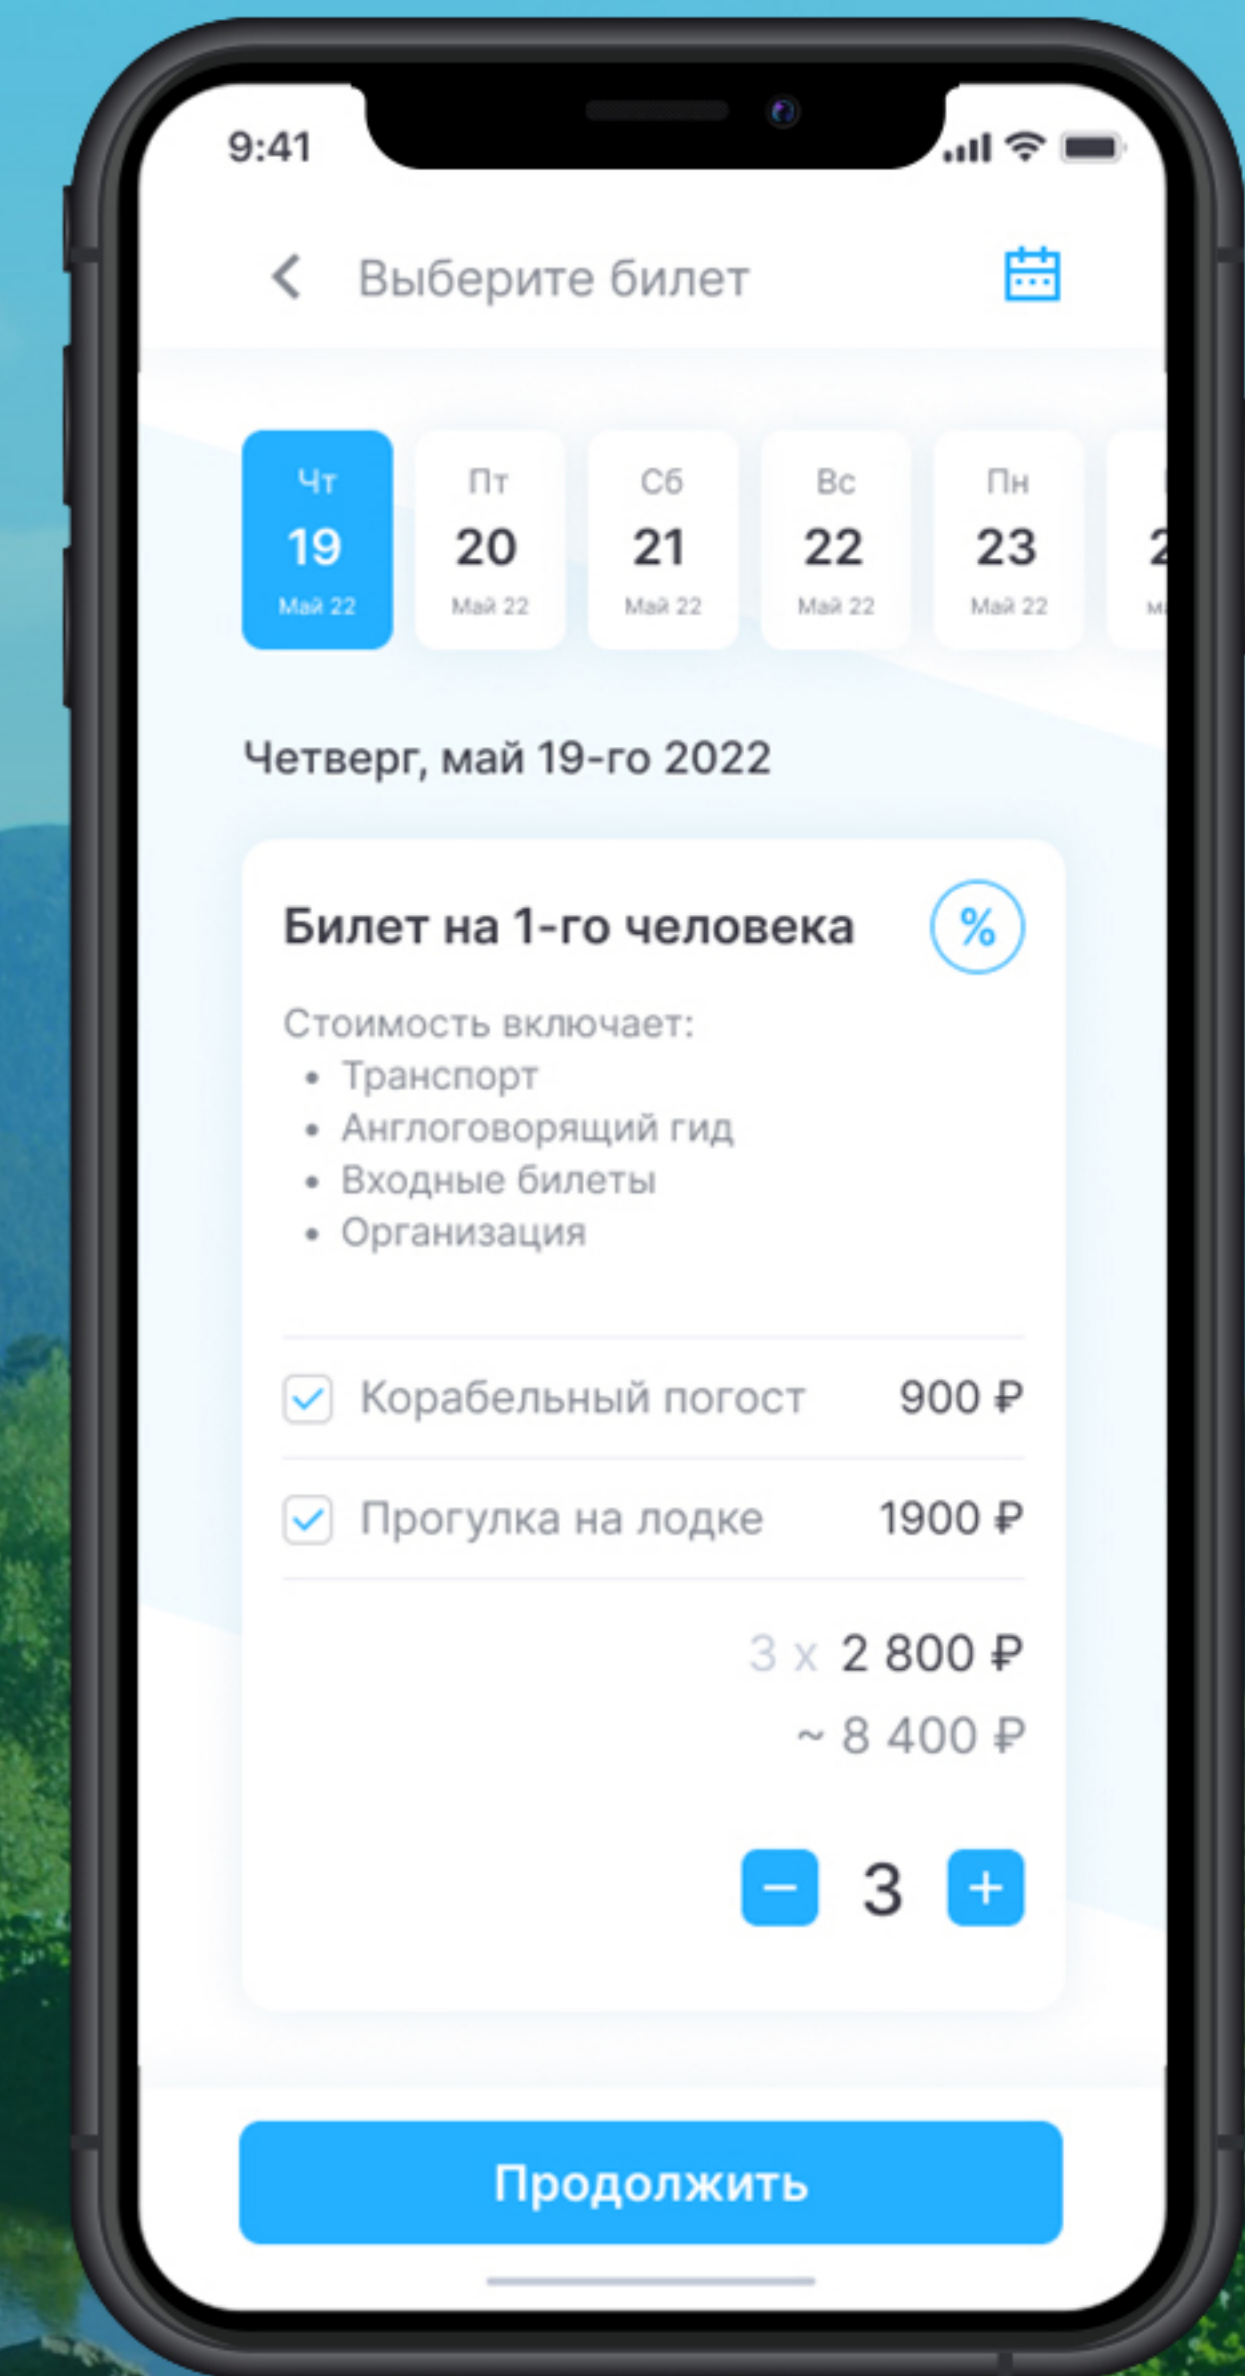 9:41
Выберите билет
Чт Пт Сб Вс Пн
19 20 21 22 23
Май 22 Май 22 Май 22 Май 22 Май 22
Четверг, май 19-го 2022
Билет на 1-го человека %
Стоимость включает:
• Транспорт
• Англоговорящий гид
• Входные билеты
• Организация
Корабельный погост 900 ₽
Прогулка на лодке 1900 ₽
3 x 2 800 ₽
~ 8 400 ₽
− 3 +
Продолжить